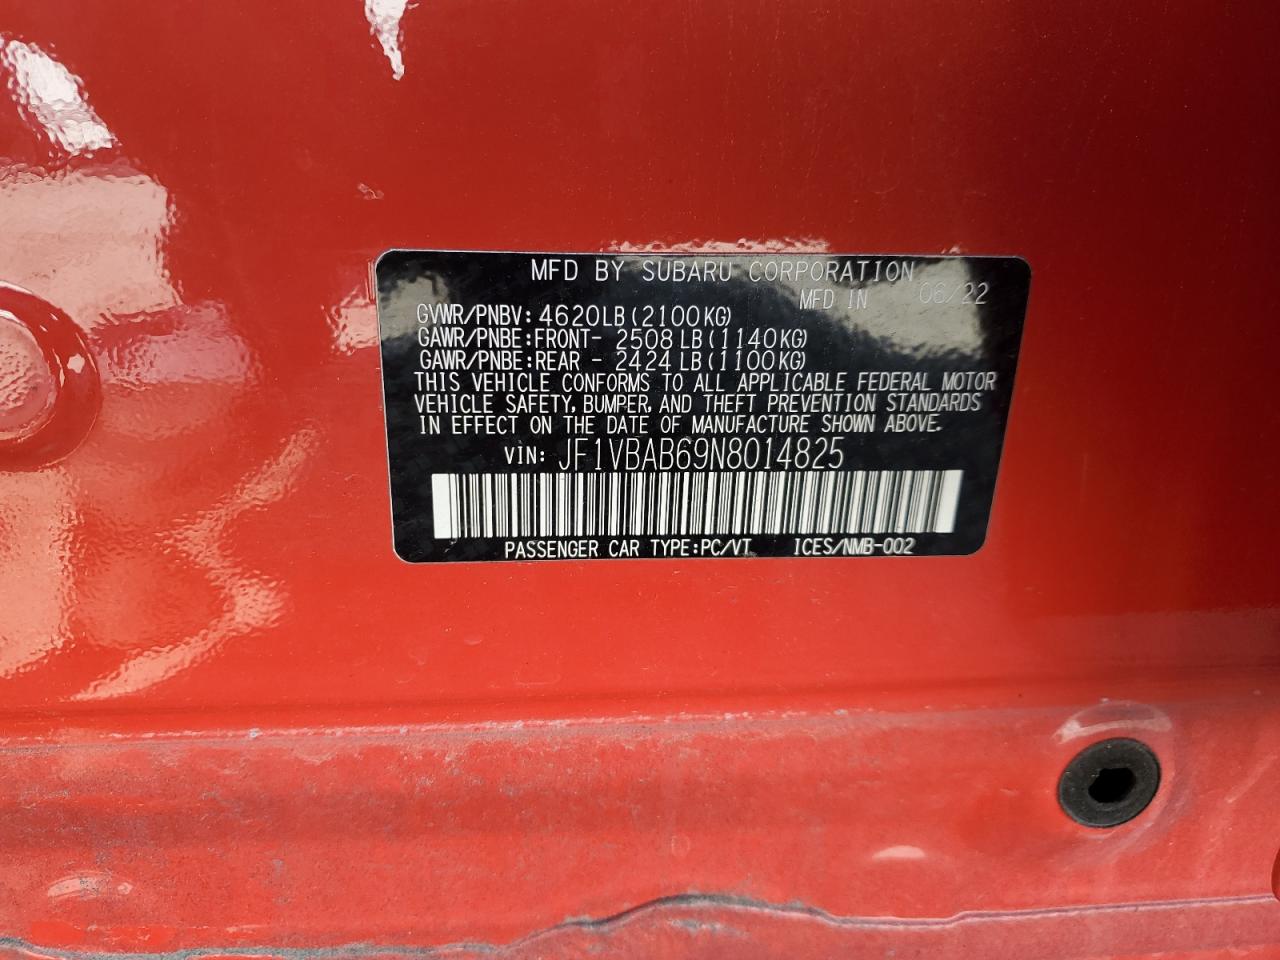 MFD BY SUBARU CORPORATION
MFD IN 06/22
GVWR/PNBV: 4620LB (2100KG)
GAWR/PNBE: FRONT- 2508 LB (1140KG)
GAWR/PNBE: REAR - 2424 LB (1100KG)
THIS VEHICLE CONFORMS TO ALL APPLICABLE FEDERAL MOTOR
VEHICLE SAFETY, BUMPER, AND THEFT PREVENTION STANDARDS
IN EFFECT ON THE DATE OF MANUFACTURE SHOWN ABOVE.
VIN: JF1VBAB69N8014825
PASSENGER CAR TYPE: PC/VT ICES/NMB-002